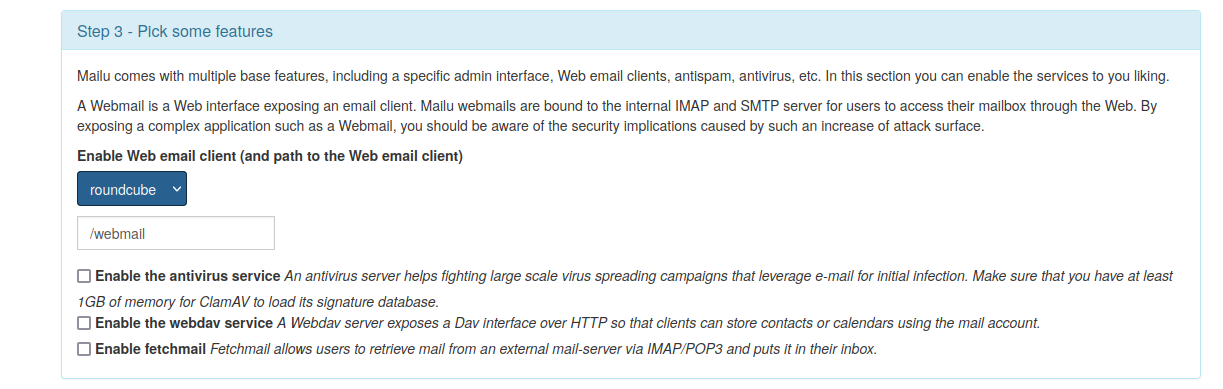 Step 3 - PIck some features
Mailu comes with multiple base features, including a specific admin interface, Web email clients, antispam, antivirus, etc. In this section you can enable the services to you liking.
A Webmail is a Web interface exposing an email client. Mailu webmails are bound to the internal IMAP and SMTP server for users to access their mailbox through the Web. By
exposing a complex application such as a Webmail, you should be aware of the security implications caused by such an increase of attack surface.
Enable Web email client (and path to the Web email client)
roundcube
/webmail
Enable the antivirus service An antivirus server helps fighting large scale virus spreading campaigns that leverage e-mail for initial infection. Make sure that you have at least
1GB of memory for ClamAV to load its signature database.
Enable the webdav service A Webdav server exposes a Dav interface over HTTP so that clients can store contacts or calendars using the mail account.
Enable fetchmail Fetchmail allows users to retrieve mail from an external mail-server via IMAP/POP3 and puts it in their inbox.